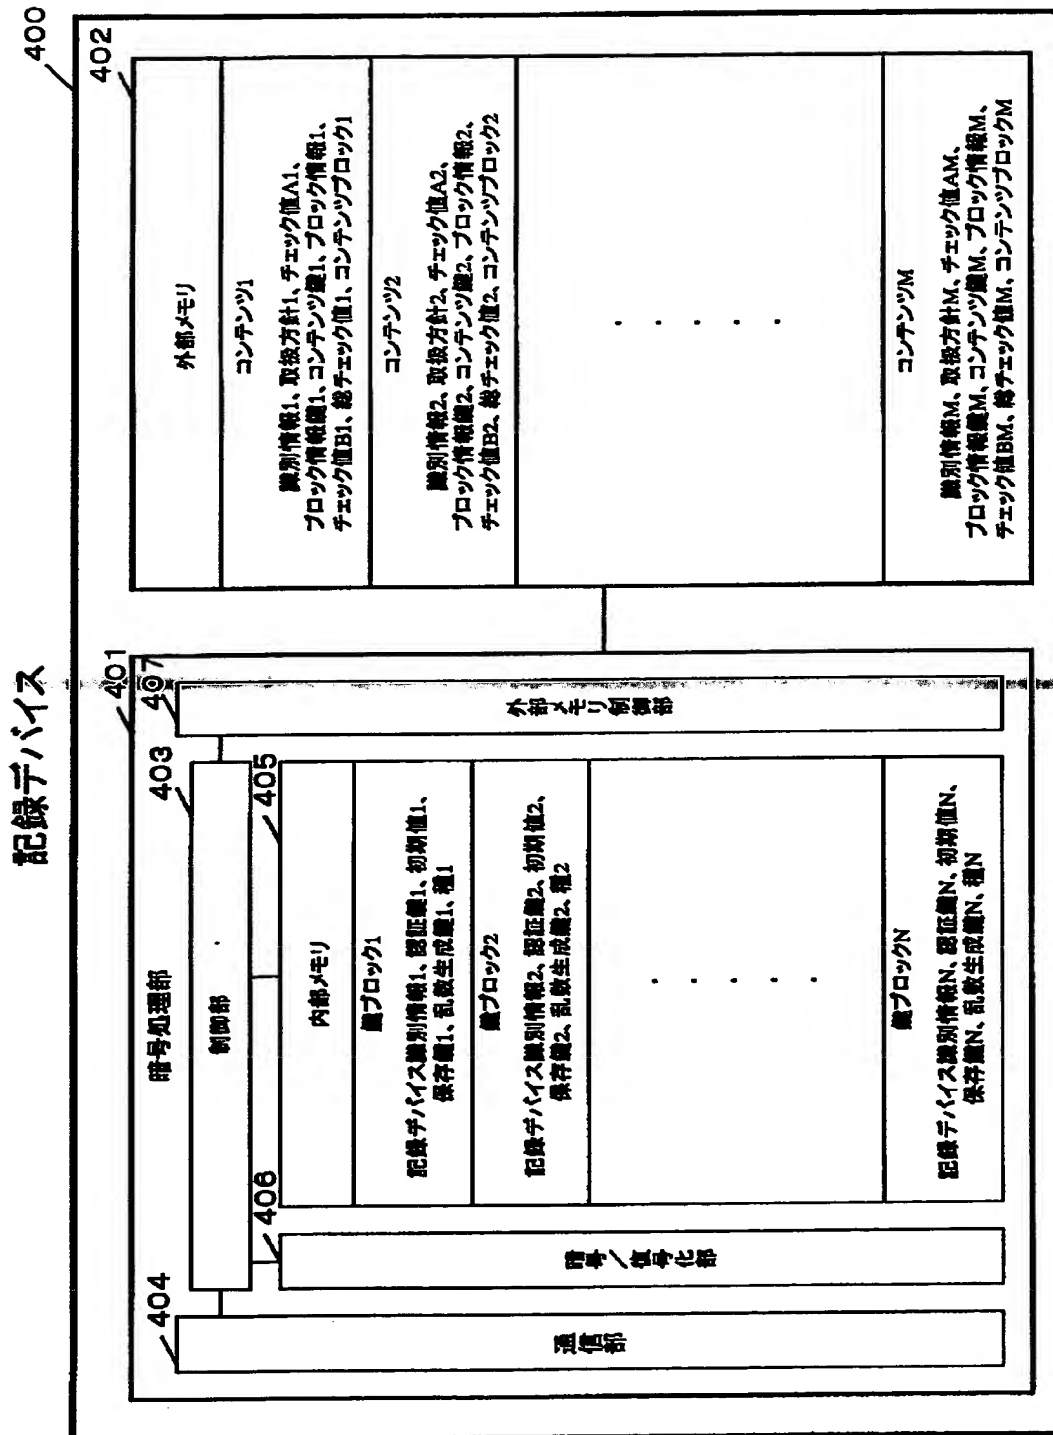 記録デバイス
400
401
暗号処理部
404
通信部
403
制御部
406
暗号／復号化部
405
内部メモリ
鍵ブロック1
記録デバイス識別情報1、認証鍵1、初期値1、
保存鍵1、乱数生成鍵1、種1
鍵ブロック2
記録デバイス識別情報2、認証鍵2、初期値2、
保存鍵2、乱数生成鍵2、種2
・・・・・
鍵ブロックN
記録デバイス識別情報N、認証鍵N、初期値N、
保存鍵N、乱数生成鍵N、種N
407
外部メモリ制御部
402
外部メモリ
コンテンツ1
識別情報1、取扱方針1、チェック値A1、
ブロック情報鍵1、コンテンツ鍵1、ブロック情報1、
チェック値B1、総チェック値1、コンテンツブロック1
コンテンツ2
識別情報2、取扱方針2、チェック値A2、
ブロック情報鍵2、コンテンツ鍵2、ブロック情報2、
チェック値B2、総チェック値2、コンテンツブロック2
・・・・・
コンテンツM
識別情報M、取扱方針M、チェック値AM、
ブロック情報鍵M、コンテンツ鍵M、ブロック情報M、
チェック値BM、総チェック値M、コンテンツブロックM